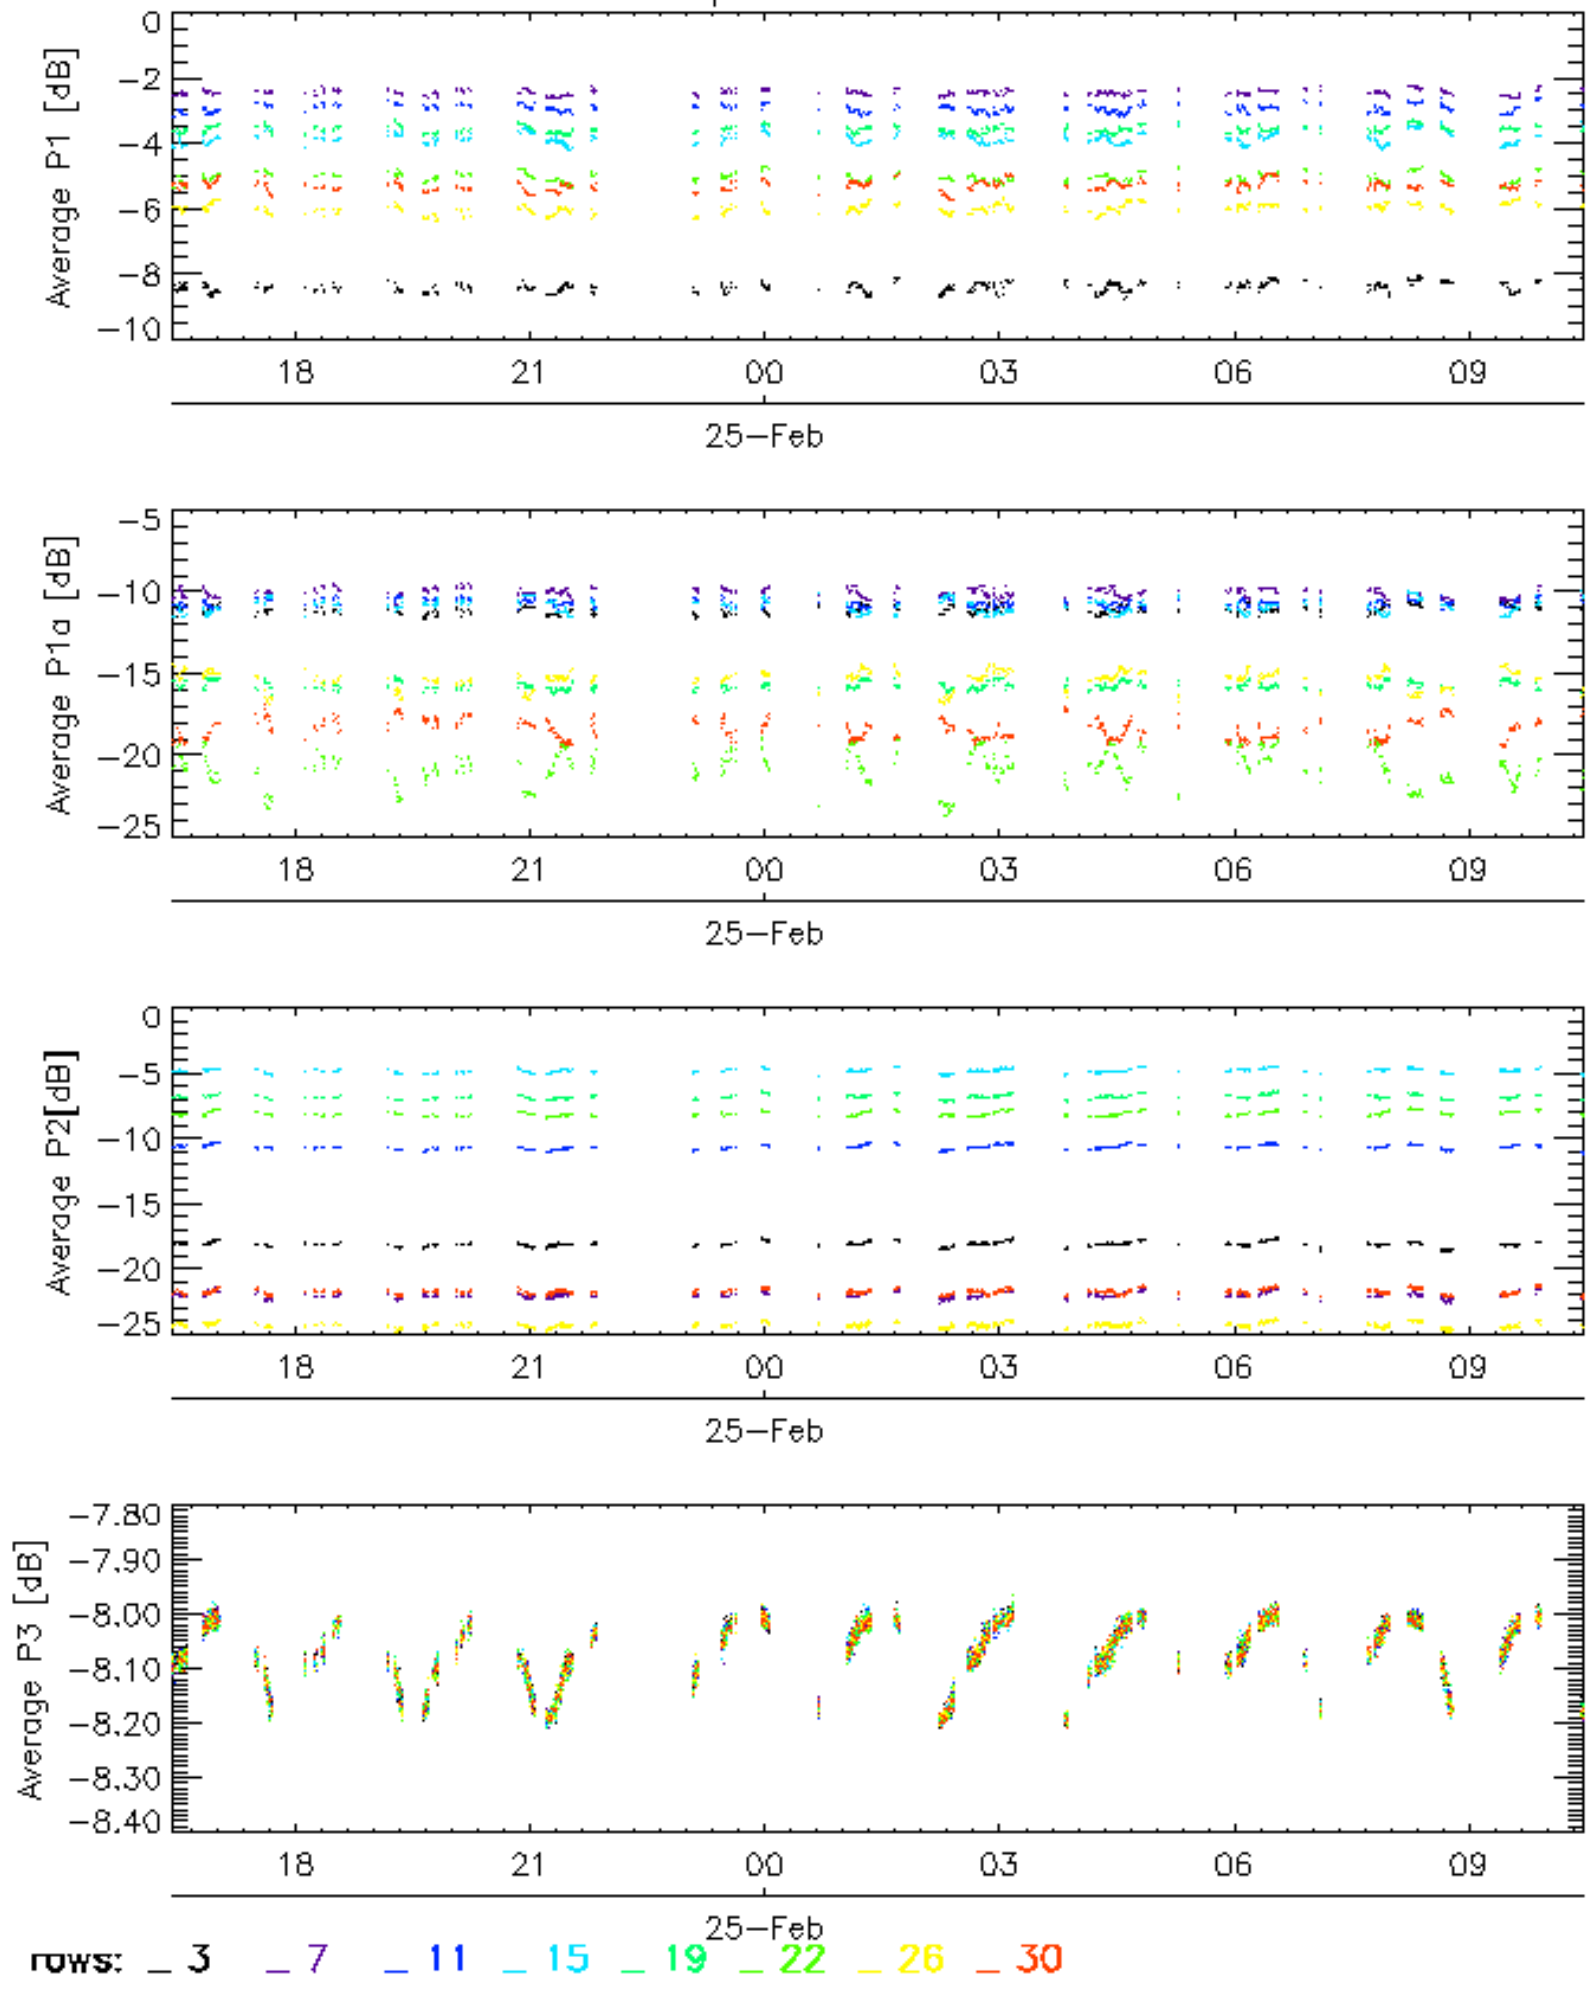 0
Average P1 [dB]
−2
−4
−6
−8
−10
18 21 00 03 06 09
25−Feb
−5
Average P1a [dB]
−10
−15
−20
−25
18 21 00 03 06 09
25−Feb
0
Average P2[dB]
−5
−10
−15
−20
−25
18 21 00 03 06 09
25−Feb
−7.80
Average P3 [dB]
−7.90
−8.00
−8.10
−8.20
−8.30
−8.40
18 21 00 03 06 09
25−Feb
rows: _ 3 _ 7 _ 11 _ 15 _ 19 _ 22 _ 26 _ 30